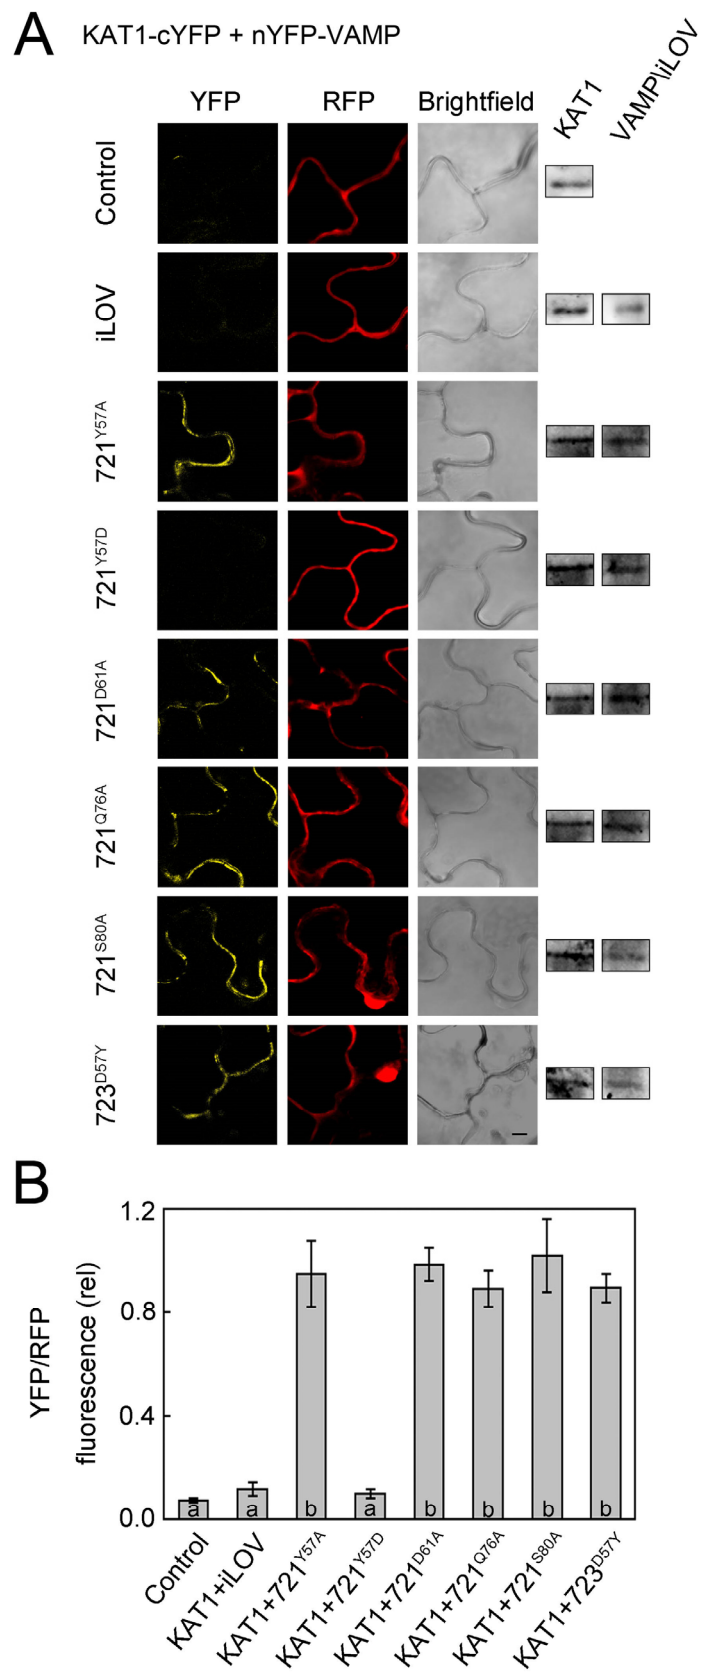 A
KAT1-cYFP + nYFP-VAMP
YFP RFP Brightfield KAT1 VAMP\iLOV
Control
iLOV
721Y57A
721Y57D
721D61A
721Q76A
721S80A
723D57Y
B
YFP/RFP
fluorescence (rel)
1.2
0.8
0.4
0.0
a a b a b b b b
Control
KAT1+iLOV
KAT1+721Y57A
KAT1+721Y57D
KAT1+721D61A
KAT1+721Q76A
KAT1+721S80A
KAT1+723D57Y